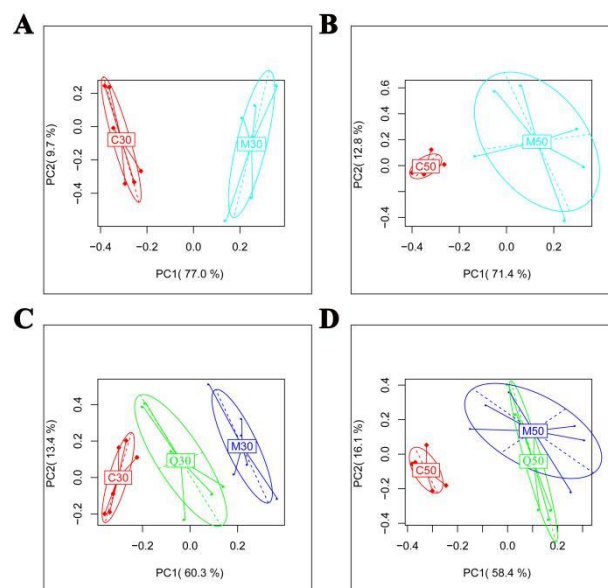 A
B
0.2
0.0
−0.2
−0.4
PC2( 9.7 %)
C30
M30
−0.4
−0.2
0.0
0.2
PC1( 77.0 %)
0.6
0.4
0.2
0.0
−0.4
PC2( 12.8 %)
C50
M50
−0.4
−0.2
0.0
0.2
PC1( 71.4 %)
C
D
0.4
0.2
0.0
−0.2
PC2( 13.4 %)
C30
Q30
M30
−0.2
0.0
0.2
PC1( 60.3 %)
0.4
0.2
0.0
−0.2
−0.4
PC2( 16.1 %)
C50
M50
Q50
−0.4
−0.2
0.0
0.2
PC1( 58.4 %)